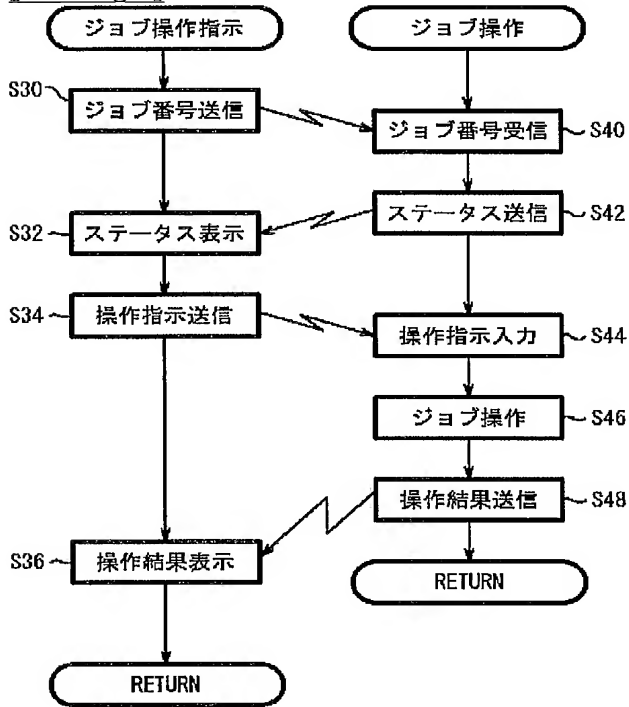 ジョブ操作指示
S30
ジョブ番号送信
S32
ステータス表示
S34
操作指示送信
S36
操作結果表示
RETURN
ジョブ操作
ジョブ番号受信
S40
ステータス送信
S42
操作指示入力
S44
ジョブ操作
S46
操作結果送信
S48
RETURN